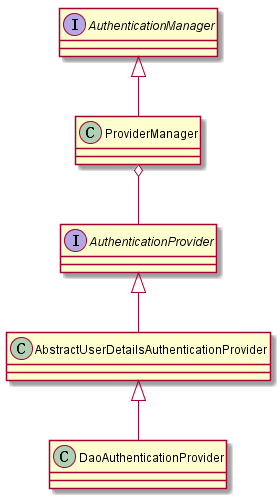 I AuthenticationManager
C ProviderManager
I AuthenticationProvider
C AbstractUserDetailsAuthenticationProvider
C DaoAuthenticationProvider